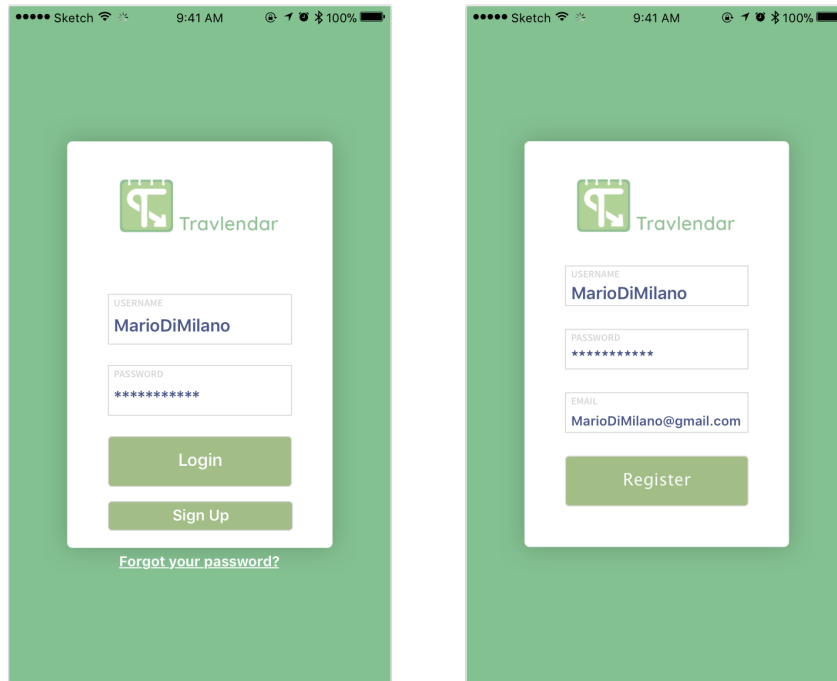 Sketch 9:41 AM 100%
Travlendar
USERNAME
MarioDiMilano
PASSWORD
***********
Login
Sign Up
Forgot your password?
Sketch 9:41 AM 100%
Travlendar
USERNAME
MarioDiMilano
PASSWORD
***********
EMAIL
MarioDiMilano@gmail.com
Register